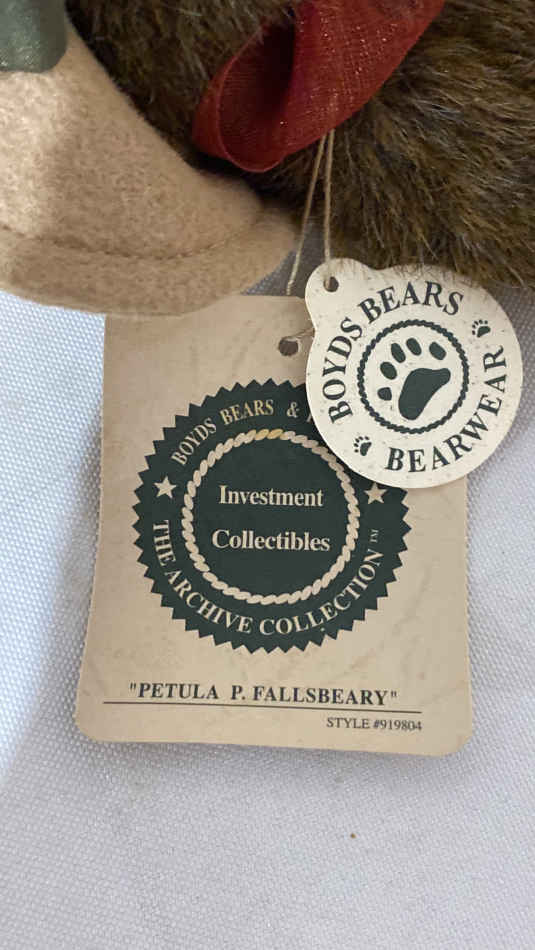 BOYDS BEARS
BEARWEAR
BOYDS BEARS &
Investment
Collectibles
THE ARCHIVE COLLECTION™
"PETULA P. FALLSBEARY"
STYLE #919804